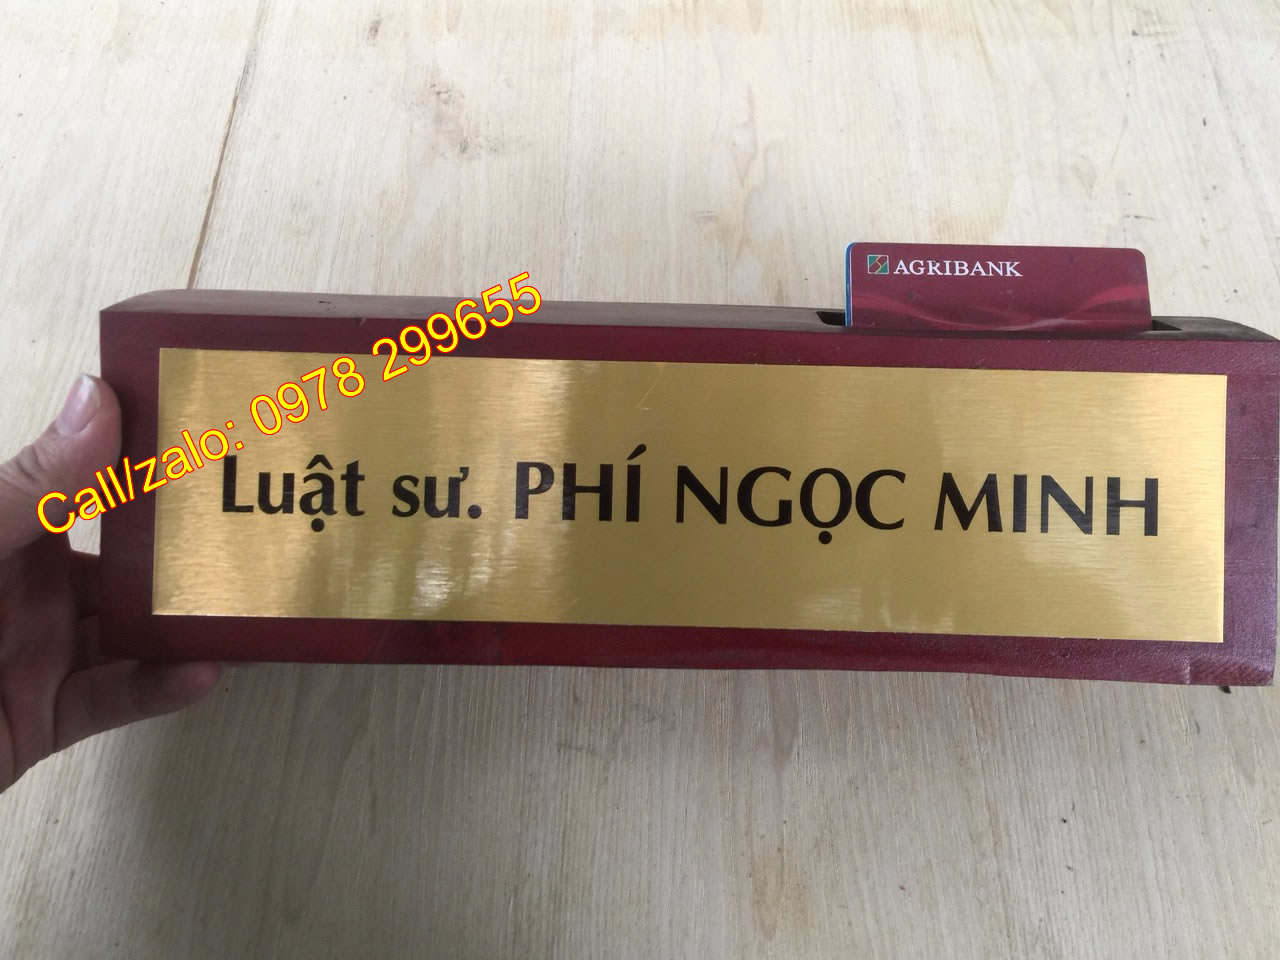 AGRIBANK
Call/zalo: 0978 299655
Luật sư. PHÍ NGỌC MINH